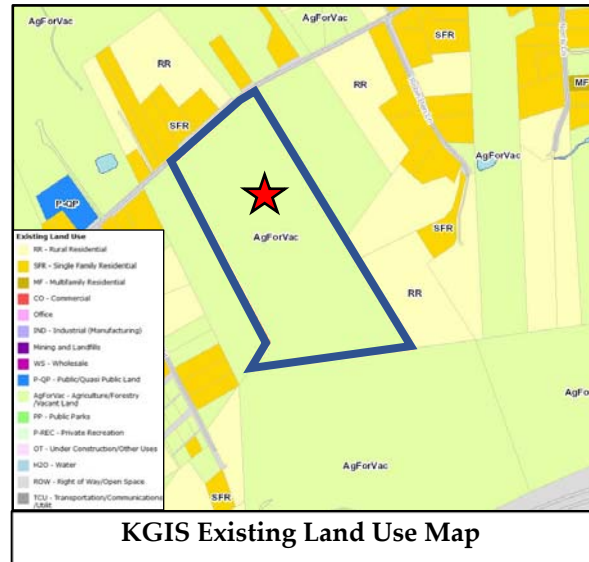 AgForVac
SFR
RR
RR
MF
SFR
AgForVac
P-QP
AgForVac
SFR
RR
Existing Land Use
RR - Rural Residential
SFR - Single Family Residential
MF - Multifamily Residential
CO - Commercial
Office
IND - Industrial (Manufacturing)
Mining and Landfills
WS - Wholesale
P-QP - Public/Quasi Public Land
AgForVac - Agriculture/Forestry
/Vacant Land
PP - Public Parks
P-REC - Private Recreation
OT - Under Construction/Other Uses
H2O - Water
ROW - Right of Way/Open Space
TCU - Transportation/Communications
/Utilit
AgFo
AgForVac
SFR
KGIS Existing Land Use Map